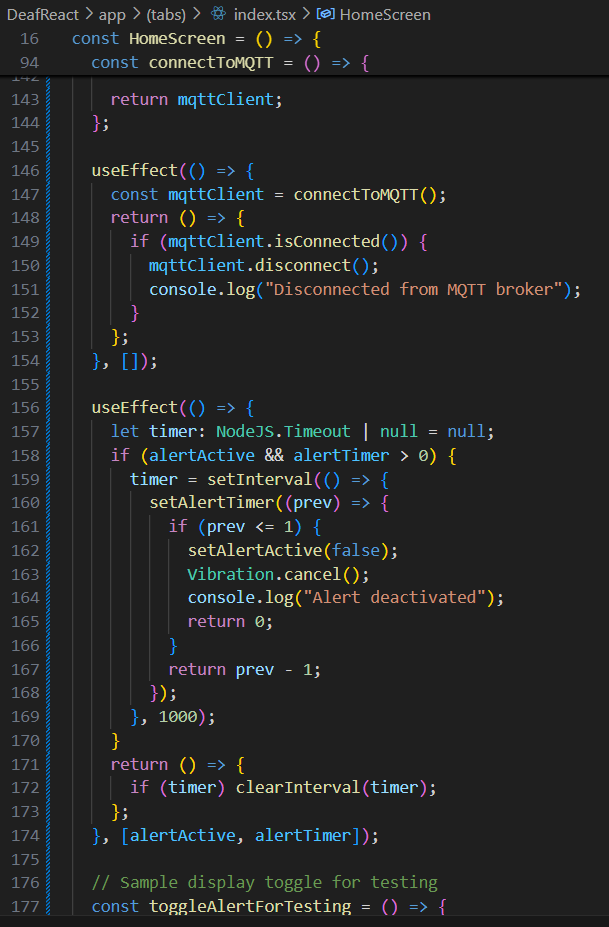 DeafReact > app > (tabs) > index.tsx > HomeScreen
16 const HomeScreen = () => {
94 const connectToMQTT = () => {
142
143 return mqttClient;
144 };
145
146 useEffect(() => {
147 const mqttClient = connectToMQTT();
148 return () => {
149 if (mqttClient.isConnected()) {
150 mqttClient.disconnect();
151 console.log("Disconnected from MQTT broker");
152 }
153 };
154 }, []);
155
156 useEffect(() => {
157 let timer: NodeJS.Timeout | null = null;
158 if (alertActive && alertTimer > 0) {
159 timer = setInterval(() => {
160 setAlertTimer((prev) => {
161 if (prev <= 1) {
162 setAlertActive(false);
163 Vibration.cancel();
164 console.log("Alert deactivated");
165 return 0;
166 }
167 return prev - 1;
168 });
169 }, 1000);
170 }
171 return () => {
172 if (timer) clearInterval(timer);
173 };
174 }, [alertActive, alertTimer]);
175
176 // Sample display toggle for testing
177 const toggleAlertForTesting = () => {